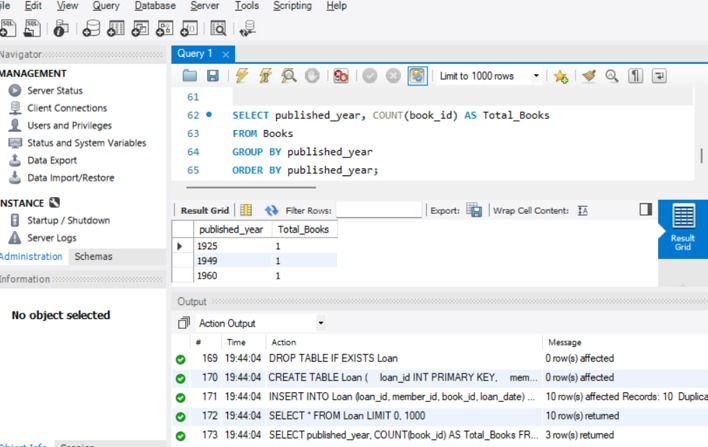 File Edit View Query Database Server Tools Scripting Help
Navigator
MANAGEMENT
Server Status
Client Connections
Users and Privileges
Status and System Variables
Data Export
Data Import/Restore
INSTANCE
Startup / Shutdown
Server Logs
Administration Schemas
Information
No object selected
Query 1
Limit to 1000 rows
61
62 SELECT published_year, COUNT(book_id) AS Total_Books
63 FROM Books
64 GROUP BY published_year
65 ORDER BY published_year;
Result Grid Filter Rows: Export: Wrap Cell Content:
published_year Total_Books
1925 1
1949 1
1960 1
Result Grid
Output
Action Output
# Time Action Message
169 19:44:04 DROP TABLE IF EXISTS Loan 0 row(s) affected
170 19:44:04 CREATE TABLE Loan ( loan_id INT PRIMARY KEY, mem... 0 row(s) affected
171 19:44:04 INSERT INTO Loan (loan_id, member_id, book_id, loan_date) ... 10 row(s) affected Records: 10 Duplica
172 19:44:04 SELECT * FROM Loan LIMIT 0, 1000 10 row(s) returned
173 19:44:04 SELECT published_year, COUNT(book_id) AS Total_Books FR... 3 row(s) returned